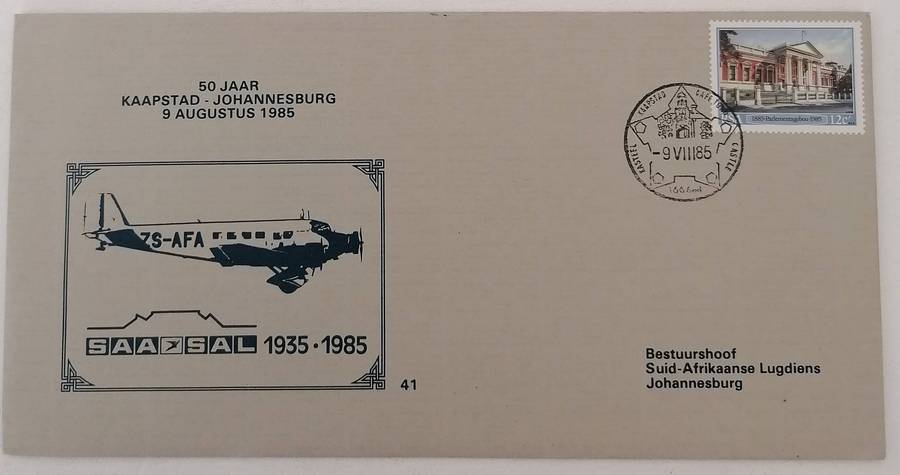 50 JAAR
KAAPSTAD - JOHANNESBURG
9 AUGUSTUS 1985
1885-Parlementsgebou-1985
12c
KAAPSTAD CAPE TOWN
KASTEEL CASTLE
-9 VIII 85
1666
ZS-AFA
SAA SAL 1935 • 1985
41
Bestuurshoof
Suid-Afrikaanse Lugdiens
Johannesburg